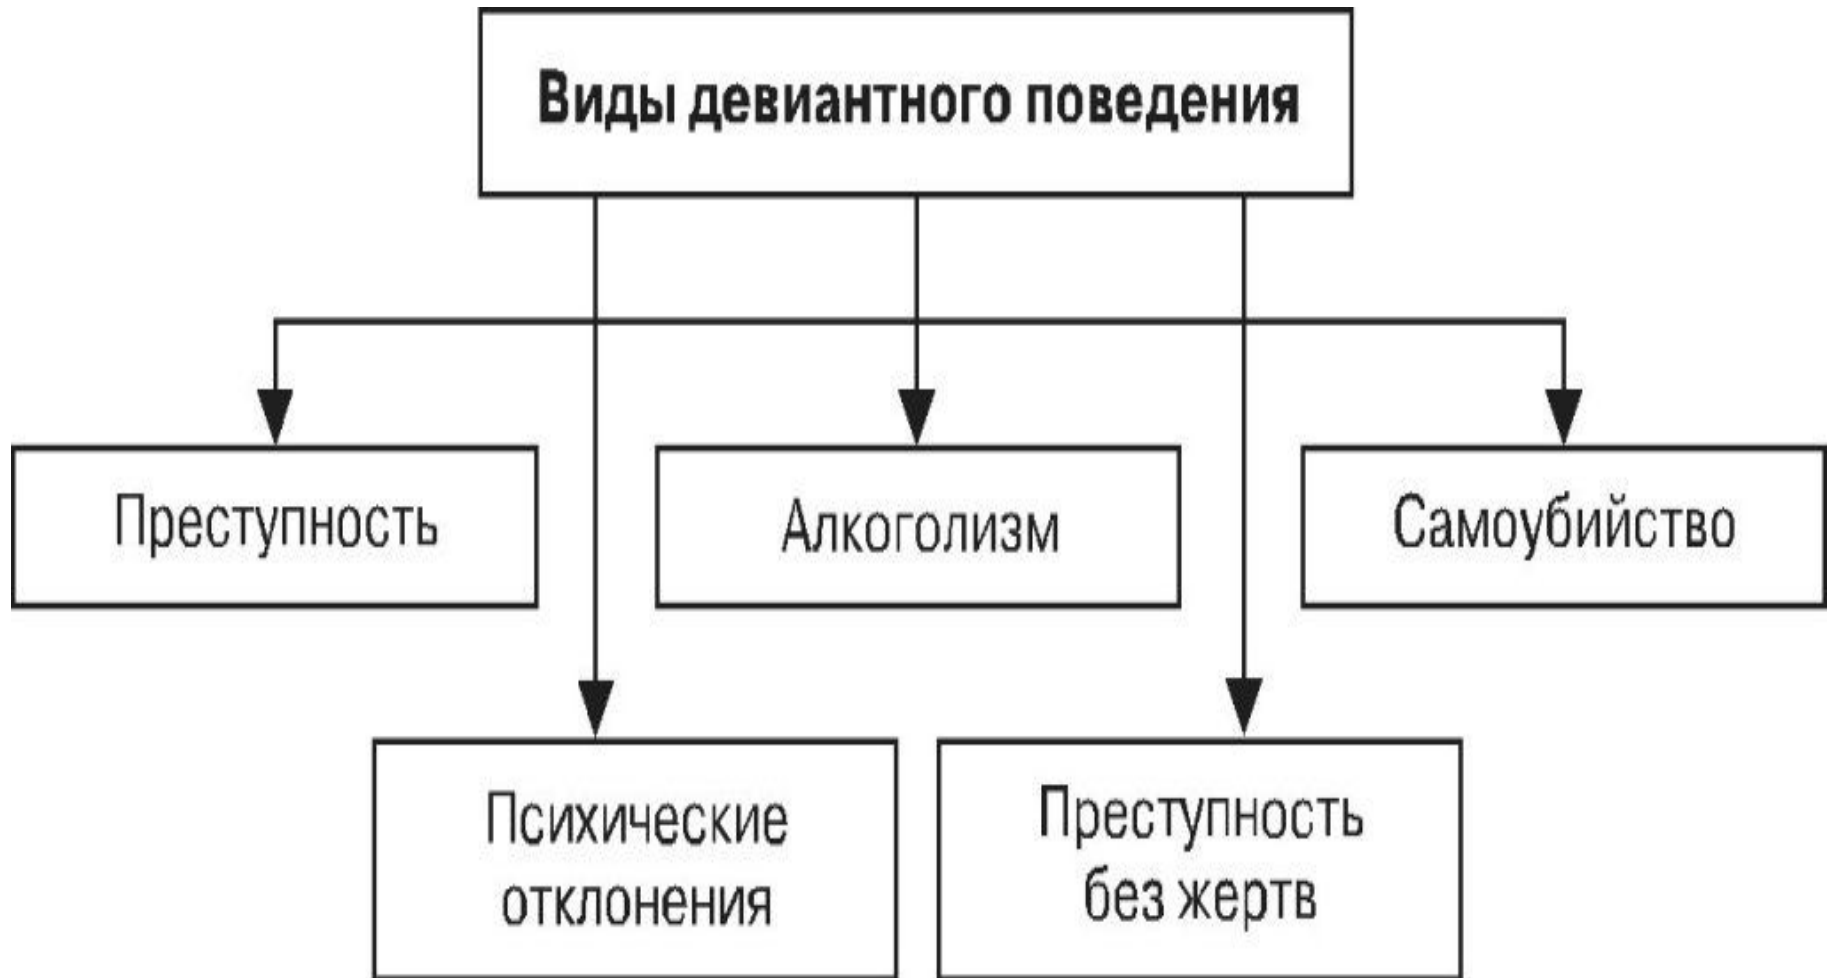 Виды девиантного поведения
Преступность
Алкоголизм
Самоубийство
Психические
отклонения
Преступность
без жертв